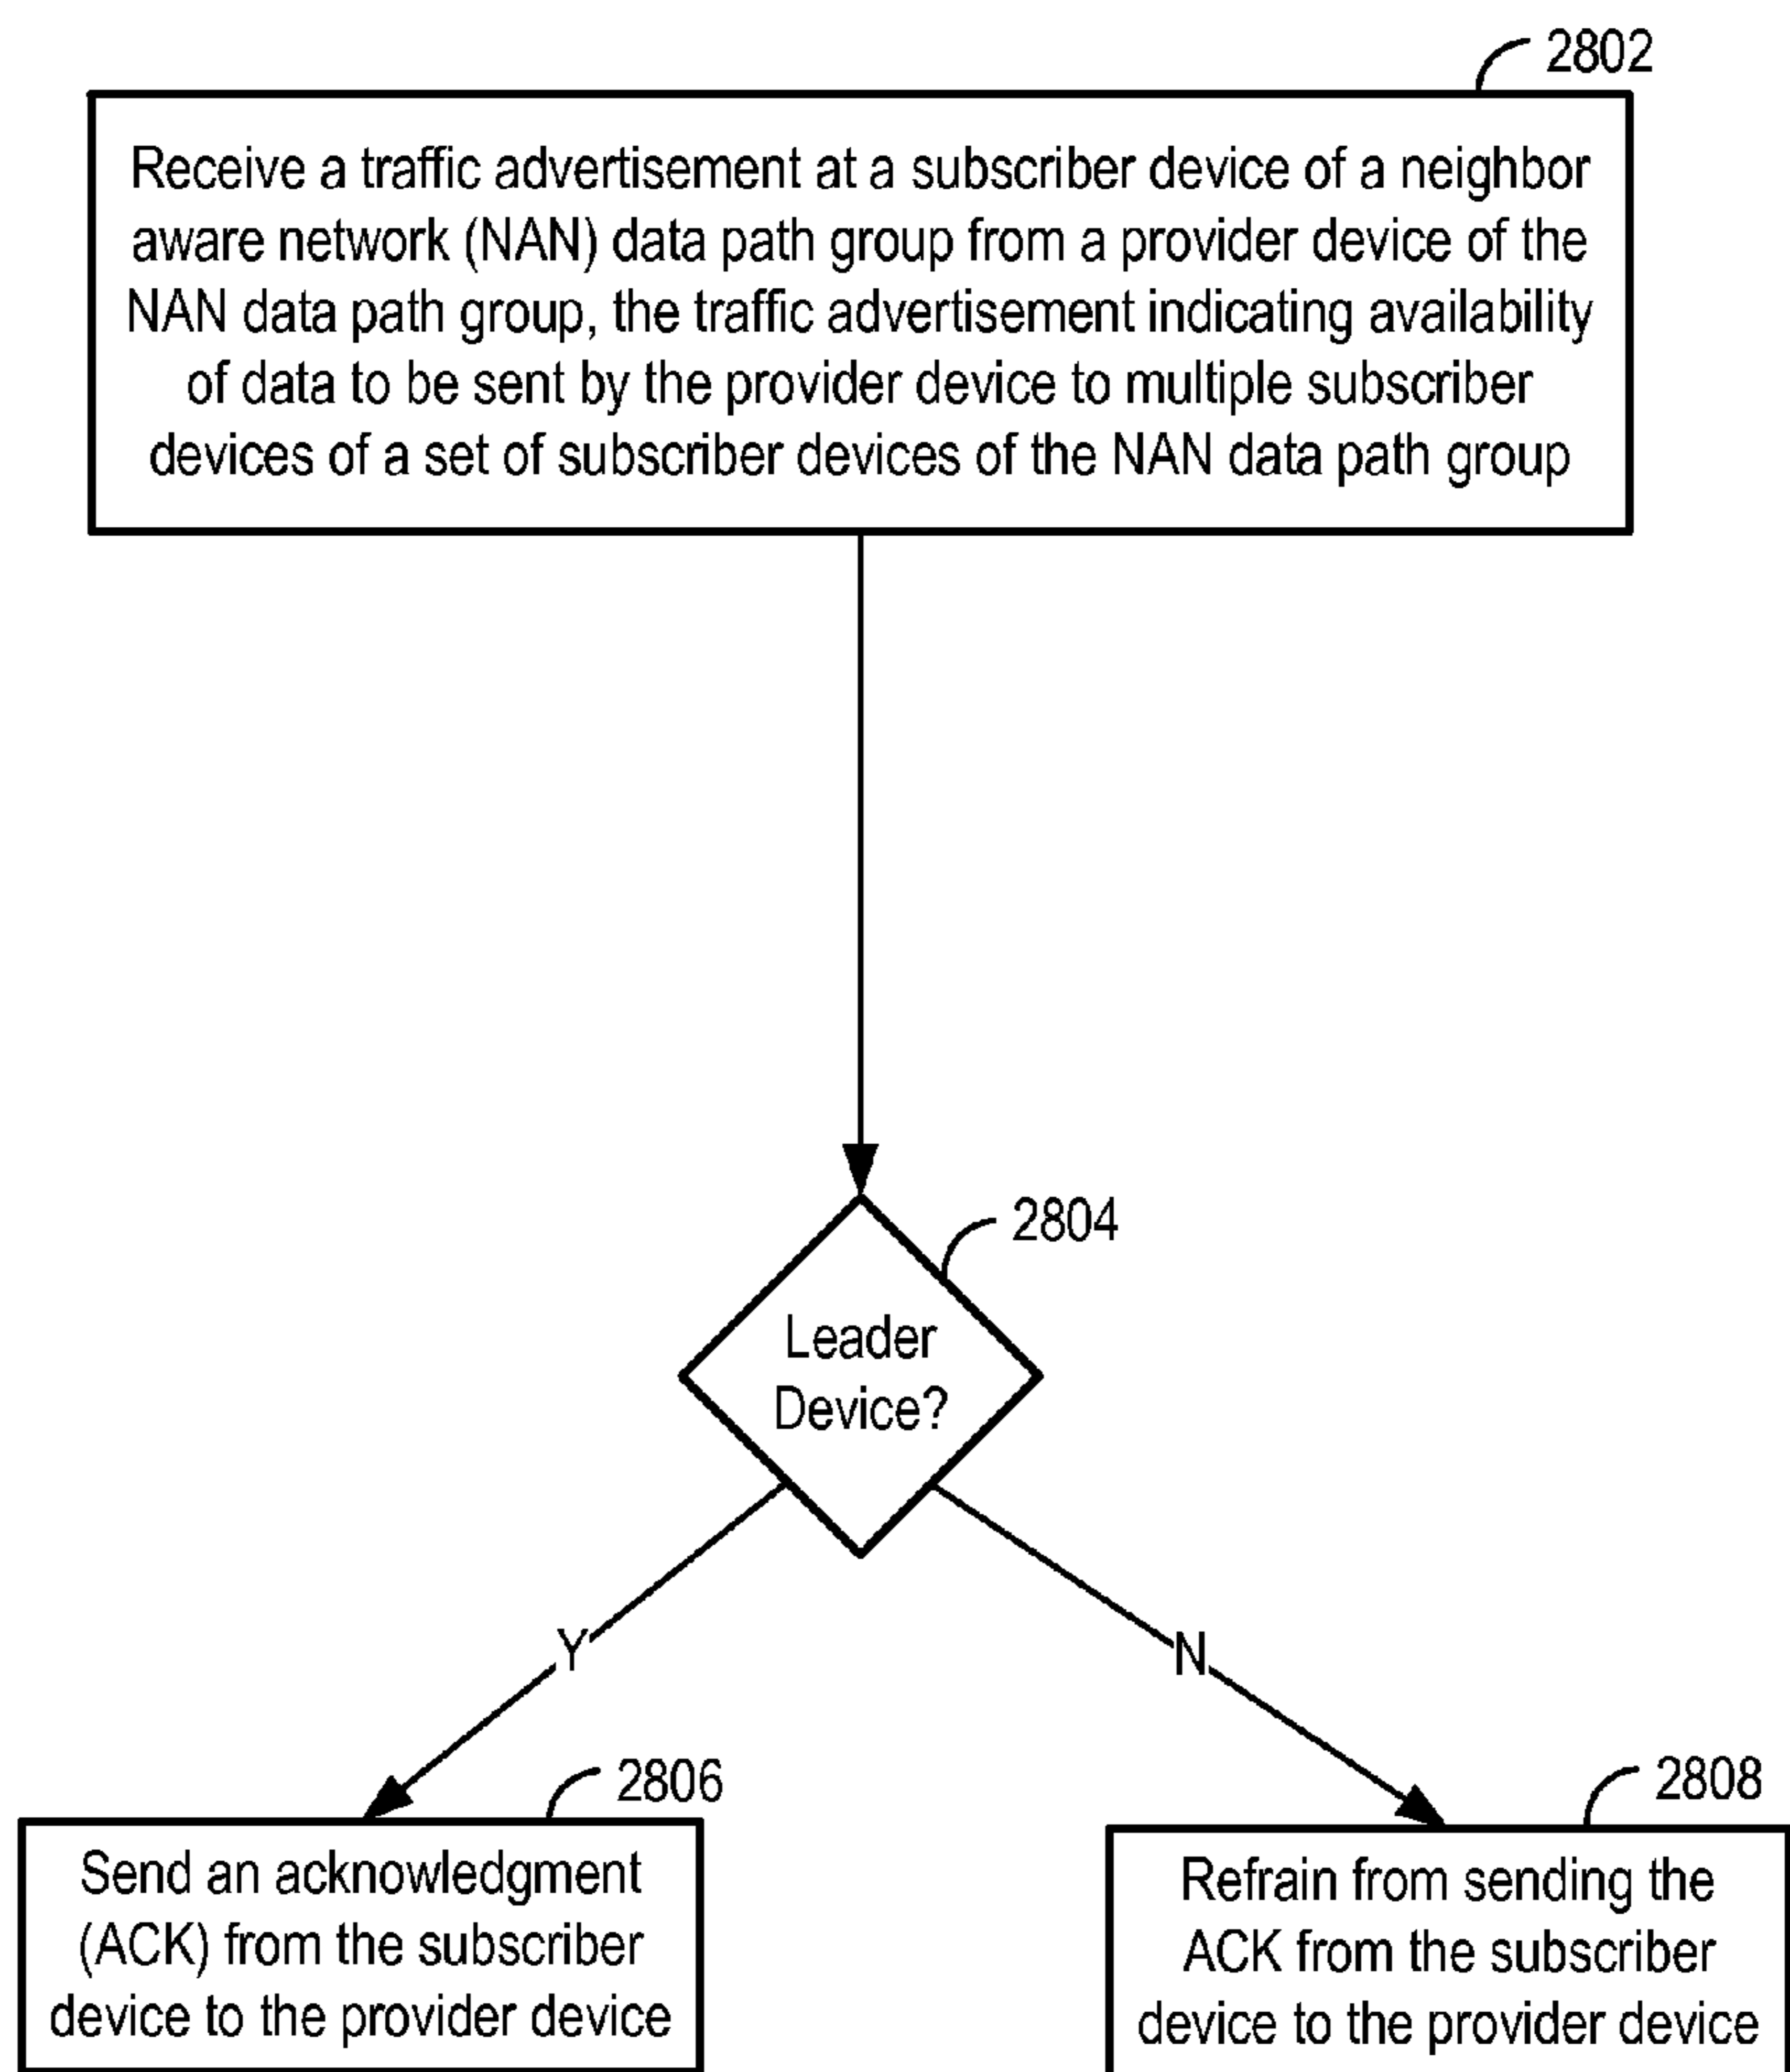 2802
Receive a traffic advertisement at a subscriber device of a neighbor
aware network (NAN) data path group from a provider device of the
NAN data path group, the traffic advertisement indicating availability
of data to be sent by the provider device to multiple subscriber
devices of a set of subscriber devices of the NAN data path group
2804
Leader
Device?
Y
N
2806
Send an acknowledgment
(ACK) from the subscriber
device to the provider device
2808
Refrain from sending the
ACK from the subscriber
device to the provider device